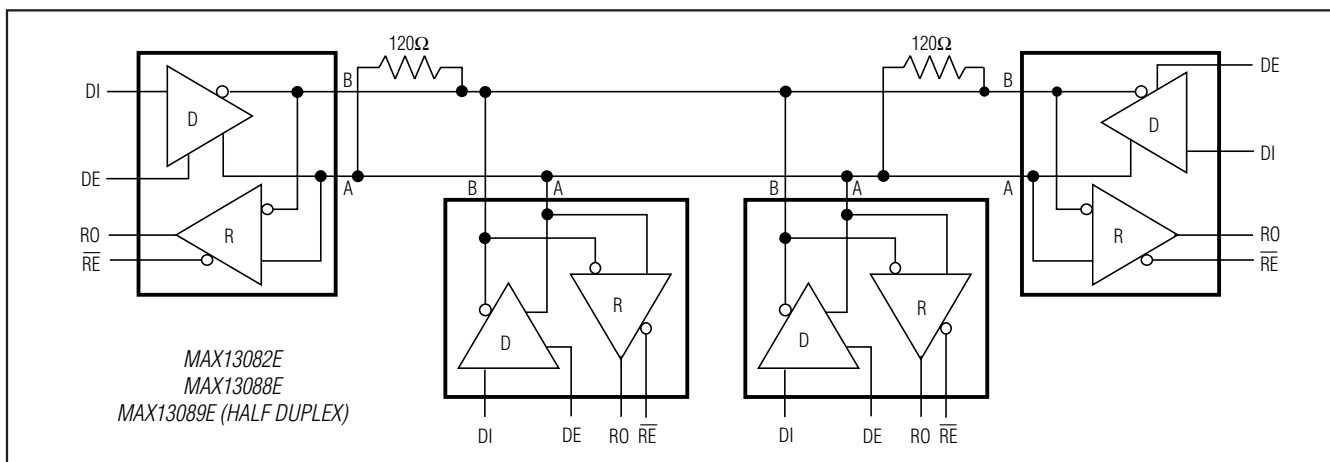 120Ω
120Ω
DI
D
B
B
DE
D
DI
DE
A
B
A
B
A
A
RO
R
RE
R
RO
RE
R
D
R
D
MAX13082E
MAX13088E
MAX13089E (HALF DUPLEX)
DI
DE
RO
RE
DI
DE
RO
RE